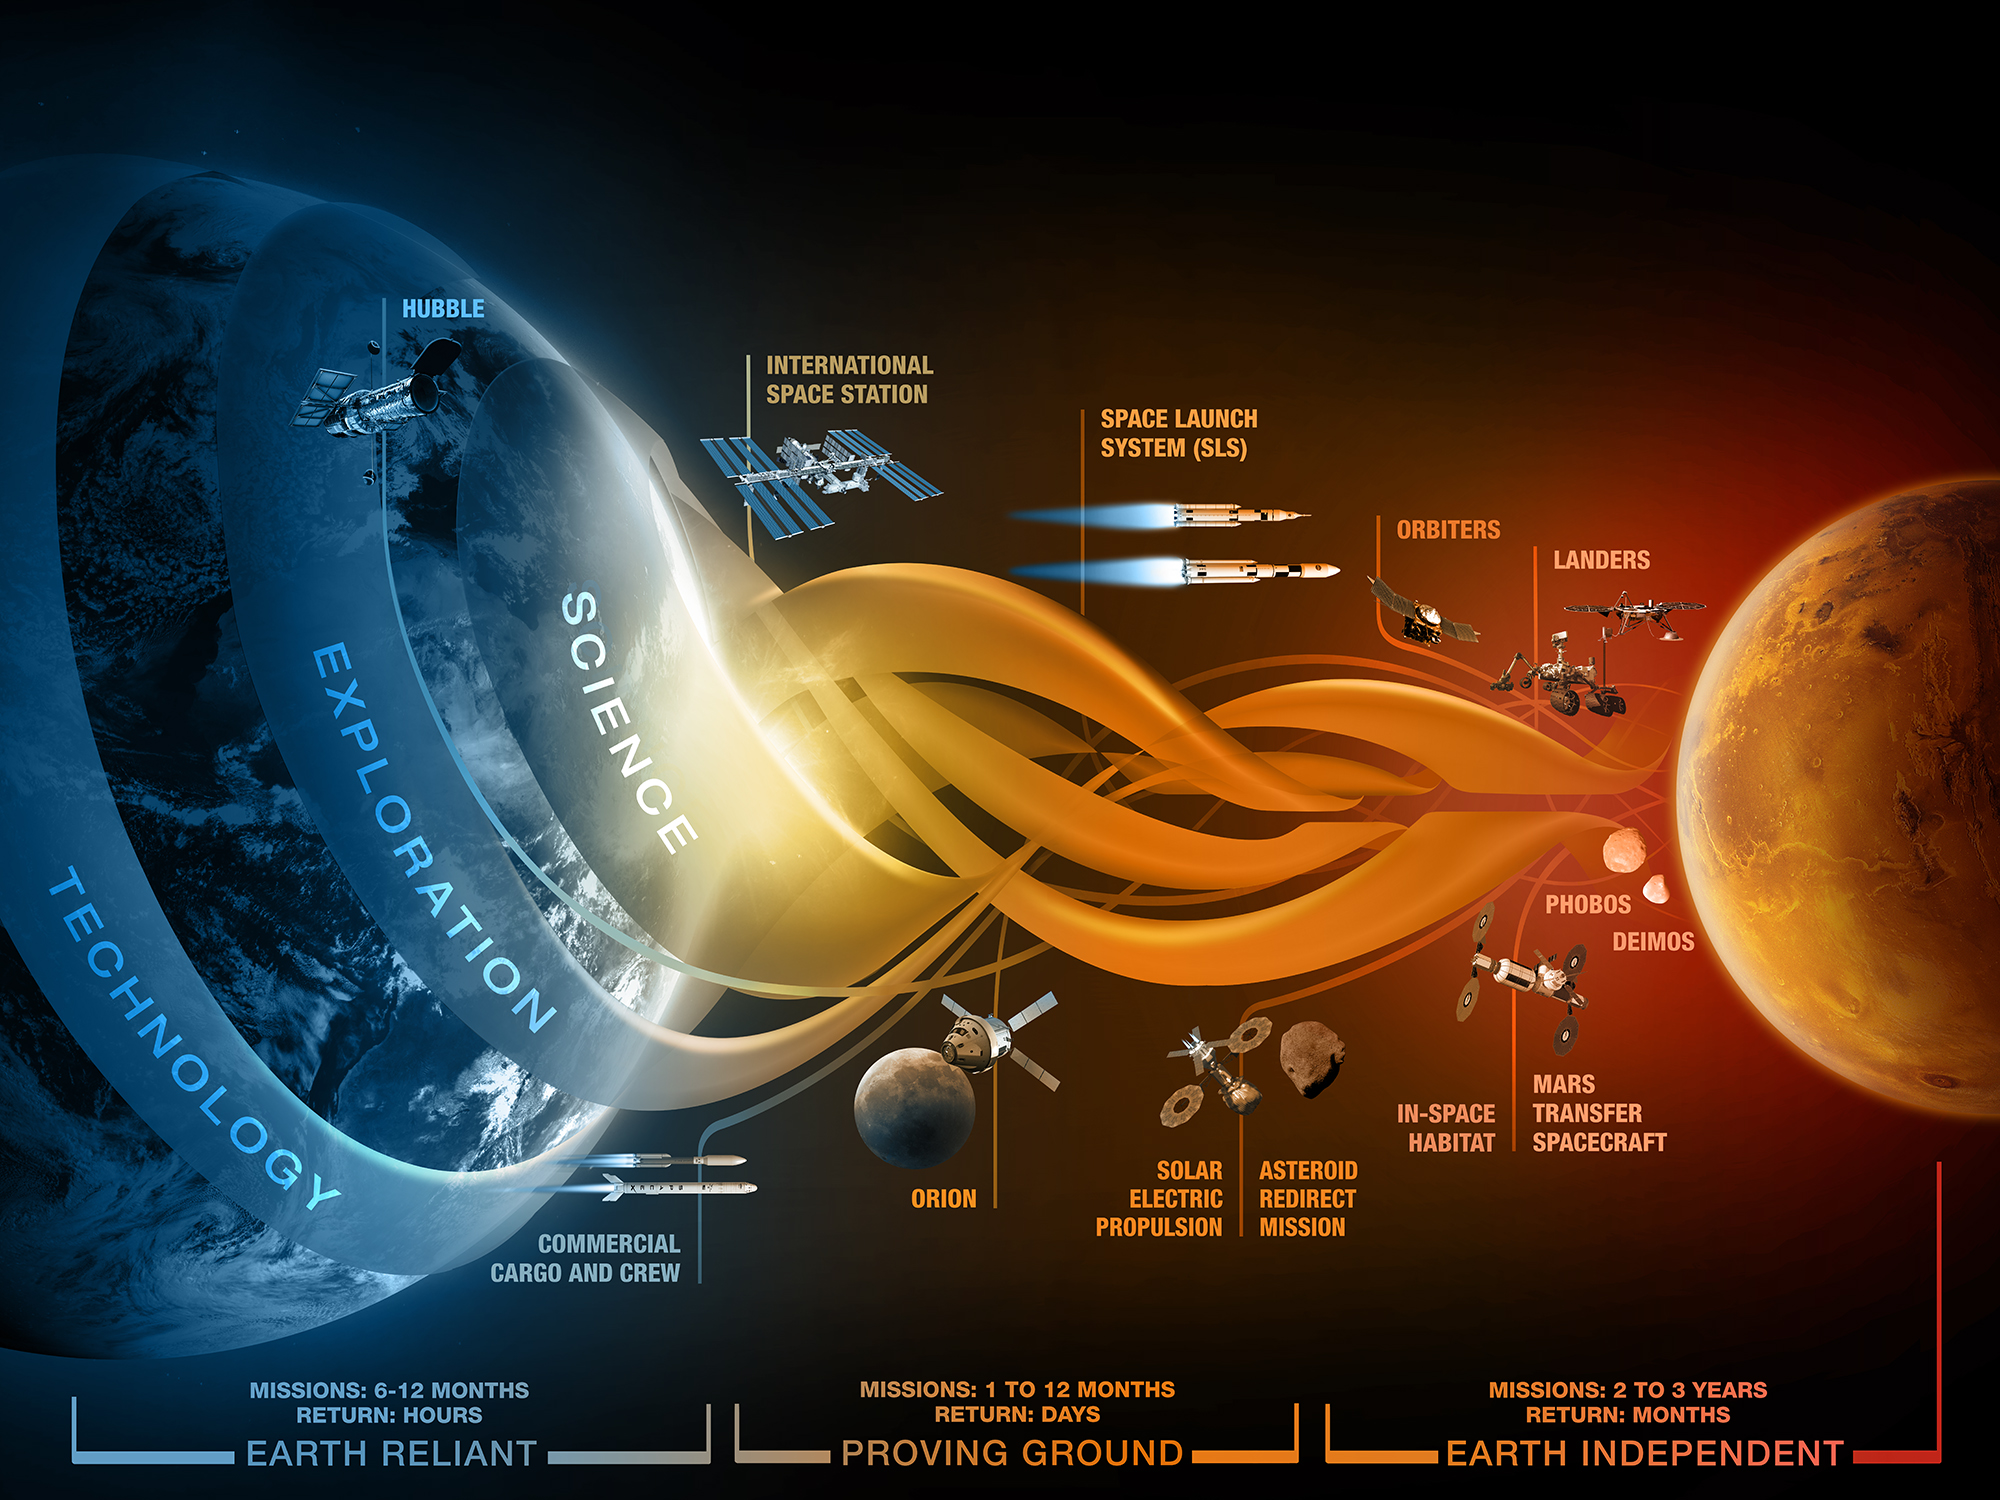 HUBBLE
INTERNATIONAL
SPACE STATION
SPACE LAUNCH
SYSTEM (SLS)
ORBITERS
LANDERS
SCIENCE
EXPLORATION
TECHNOLOGY
PHOBOS
DEIMOS
MARS
TRANSFER
SPACECRAFT
IN-SPACE
HABITAT
SOLAR
ELECTRIC
PROPULSION
ASTEROID
REDIRECT
MISSION
ORION
COMMERCIAL
CARGO AND CREW
MISSIONS: 6-12 MONTHS
RETURN: HOURS
EARTH RELIANT
MISSIONS: 1 TO 12 MONTHS
RETURN: DAYS
PROVING GROUND
MISSIONS: 2 TO 3 YEARS
RETURN: MONTHS
EARTH INDEPENDENT